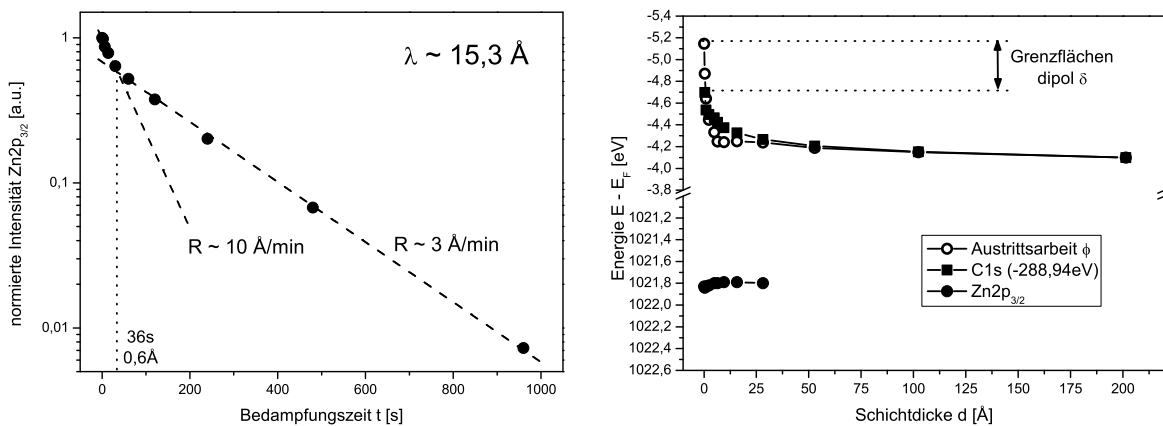 normierte Intensität Zn2p3/2 [a.u.]
1
0,1
0,01
λ ~ 15,3 Å
R ~ 10 Å/min
R ~ 3 Å/min
36s
0,6Å
0
200
400
600
800
1000
Bedampfungszeit t [s]
Energie E - EF [eV]
-5,4
-5,2
-5,0
-4,8
-4,6
-4,4
-4,2
-4,0
-3,8
1021,2
1021,4
1021,6
1021,8
1022,0
1022,2
1022,4
1022,6
Grenzflächen
dipol δ
Austrittsarbeit ϕ
C1s (-288,94eV)
Zn2p3/2
0
25
50
75
100
125
150
175
200
Schichtdicke d [Å]